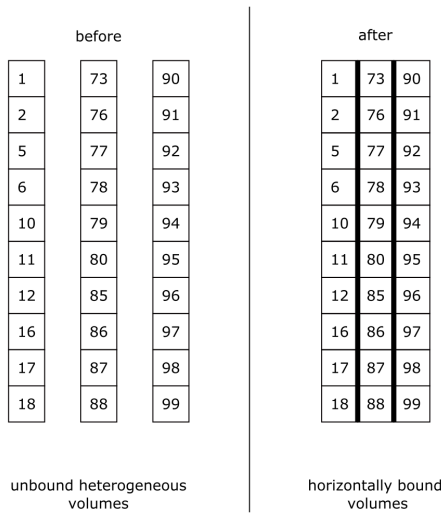 before
after
1 73 90 1 73 90
2 76 91 2 76 91
5 77 92 5 77 92
6 78 93 6 78 93
10 79 94 10 79 94
11 80 95 11 80 95
12 85 96 12 85 96
16 86 97 16 86 97
17 87 98 17 87 98
18 88 99 18 88 99
unbound heterogeneous
volumes
horizontally bound
volumes